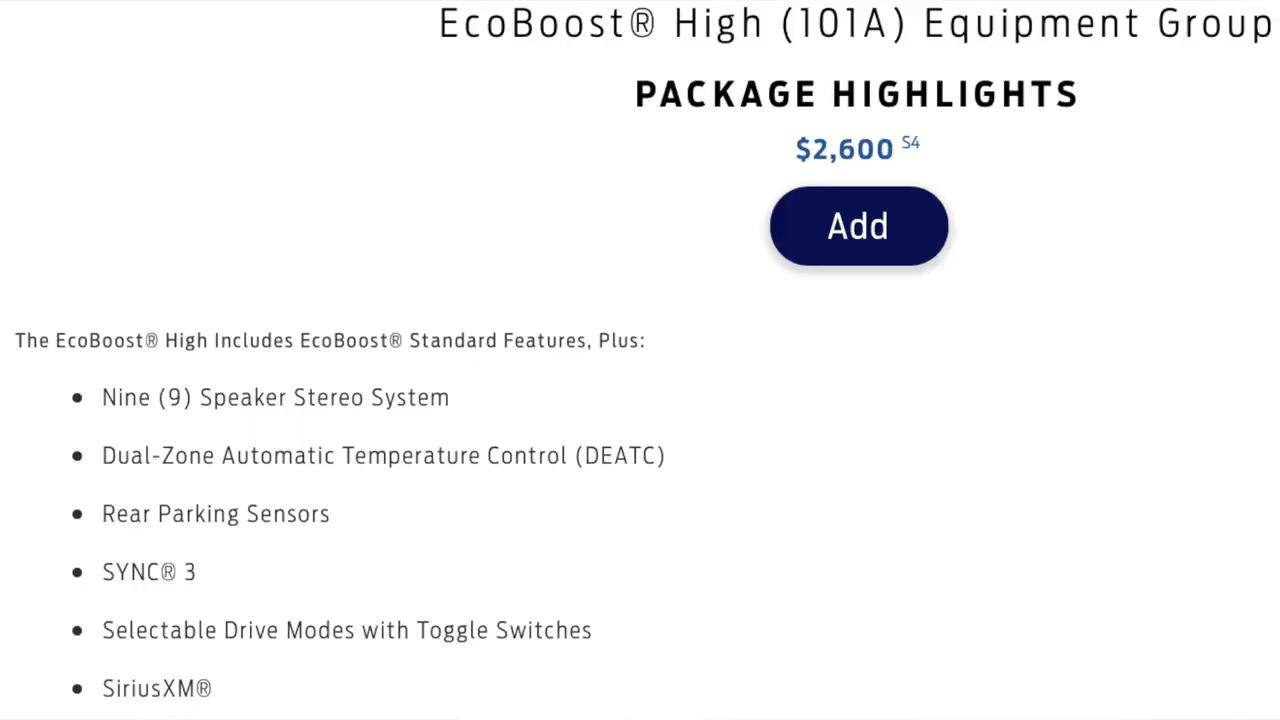 EcoBoost® High (101A) Equipment Group
PACKAGE HIGHLIGHTS
$2,600 S4
Add
The EcoBoost® High Includes EcoBoost® Standard Features, Plus:
• Nine (9) Speaker Stereo System
• Dual-Zone Automatic Temperature Control (DEATC)
• Rear Parking Sensors
• SYNC® 3
• Selectable Drive Modes with Toggle Switches
• SiriusXM®